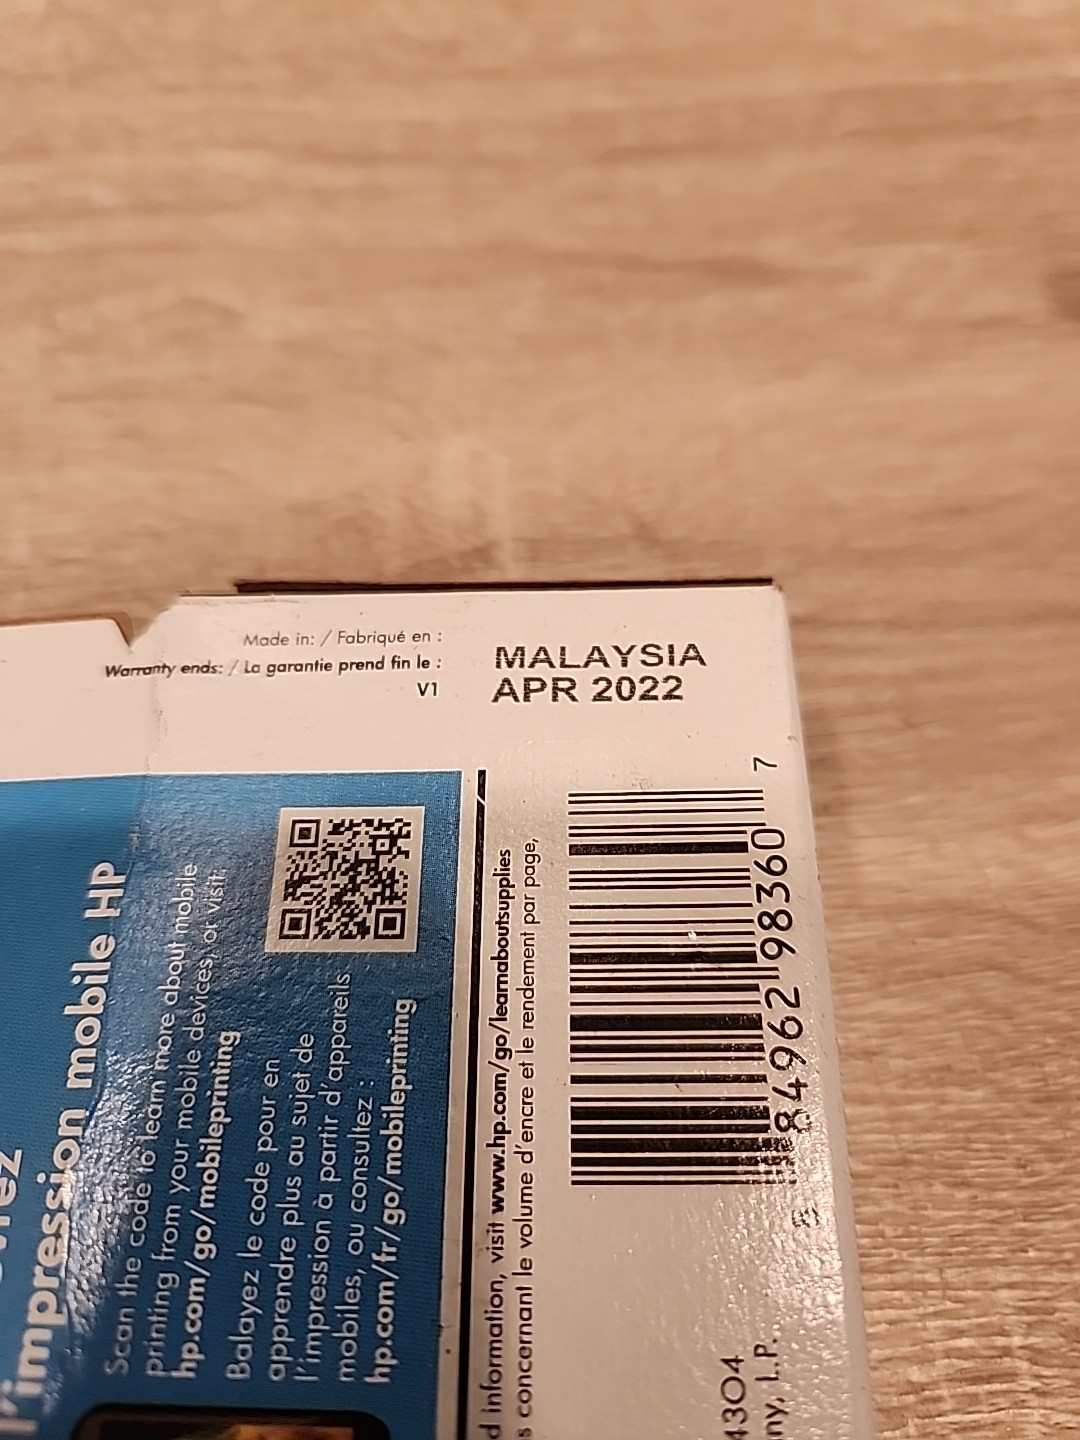 Made in: / Fabriqué en :
MALAYSIA
Warranty ends: / La garantie prend fin le :
APR 2022
V1
l'impression mobile HP
Scan the code to learn more about mobile
printing from your mobile devices, or visit:
hp.com/go/mobileprinting
Balayez le code pour en
apprendre plus au sujet de
l'impression à partir d'appareils
mobiles, ou consultez :
hp.com/fr/go/mobileprinting
d information, visit www.hp.com/go/learnaboutsupplies
s concernant le volume d'encre et le rendement par page,
84962 98360 7
4304
ny, L.P.